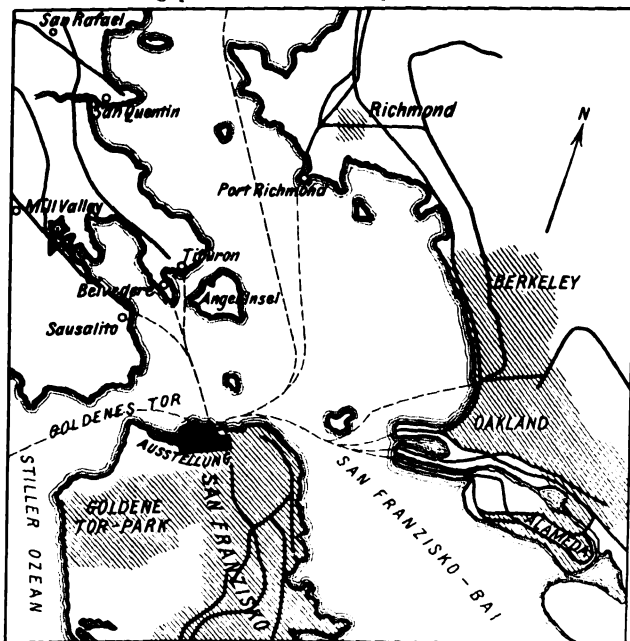 San Rafael
San Quentin
Richmond
N
Port Richmond
Mill Valley
Tiburon
Belvedere
Angel Insel
BERKELEY
Sausalito
GOLDENES TOR
AUSSTELLUNG
OAKLAND
STILLER OZEAN
GOLDENE
TOR-PARK
SAN FRANZISKO
SAN FRANZISKO-BAI
ALAMEDA